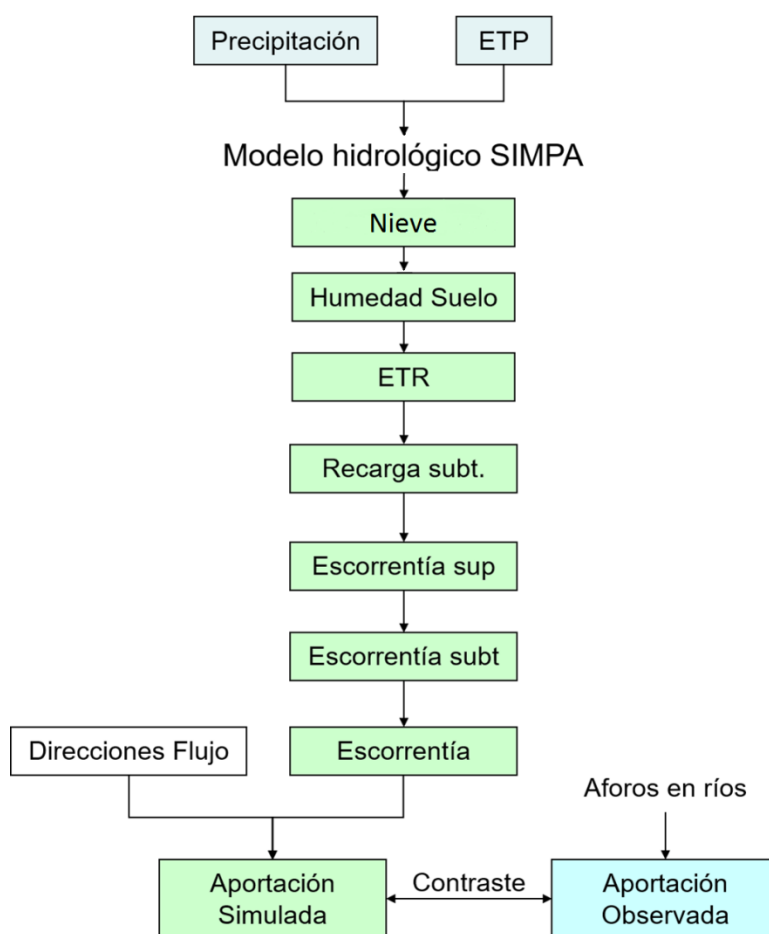 Precipitación
ETP
Modelo hidrológico SIMPA
Nieve
Humedad Suelo
ETR
Recarga subt.
Escorrentía sup
Escorrentía subt
Direcciones Flujo
Escorrentía
Aforos en ríos
Aportación
Simulada
Contraste
Aportación
Observada